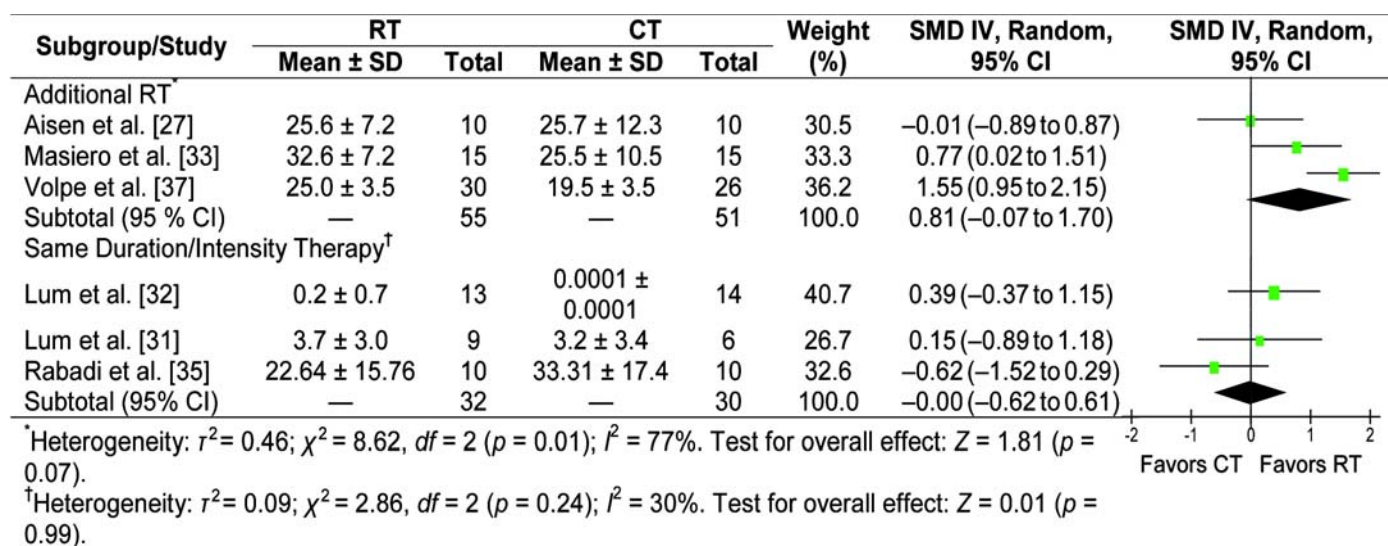 Subgroup/Study RT CT Weight (%) SMD IV, Random, 95% CI SMD IV, Random, 95% CI
Mean ± SD Total Mean ± SD Total
Additional RT*
Aisen et al. [27] 25.6 ± 7.2 10 25.7 ± 12.3 10 30.5 –0.01 (–0.89 to 0.87)
Masiero et al. [33] 32.6 ± 7.2 15 25.5 ± 10.5 15 33.3 0.77 (0.02 to 1.51)
Volpe et al. [37] 25.0 ± 3.5 30 19.5 ± 3.5 26 36.2 1.55 (0.95 to 2.15)
Subtotal (95 % CI) — 55 — 51 100.0 0.81 (–0.07 to 1.70)
Same Duration/Intensity Therapy†
Lum et al. [32] 0.2 ± 0.7 13 0.0001 ± 0.0001 14 40.7 0.39 (–0.37 to 1.15)
Lum et al. [31] 3.7 ± 3.0 9 3.2 ± 3.4 6 26.7 0.15 (–0.89 to 1.18)
Rabadi et al. [35] 22.64 ± 15.76 10 33.31 ± 17.4 10 32.6 –0.62 (–1.52 to 0.29)
Subtotal (95% CI) — 32 — 30 100.0 –0.00 (–0.62 to 0.61)
-2 -1 0 1 2
Favors CT Favors RT
*Heterogeneity: τ² = 0.46; χ² = 8.62, df = 2 (p = 0.01); I² = 77%. Test for overall effect: Z = 1.81 (p =
0.07).
†Heterogeneity: τ² = 0.09; χ² = 2.86, df = 2 (p = 0.24); I² = 30%. Test for overall effect: Z = 0.01 (p =
0.99).